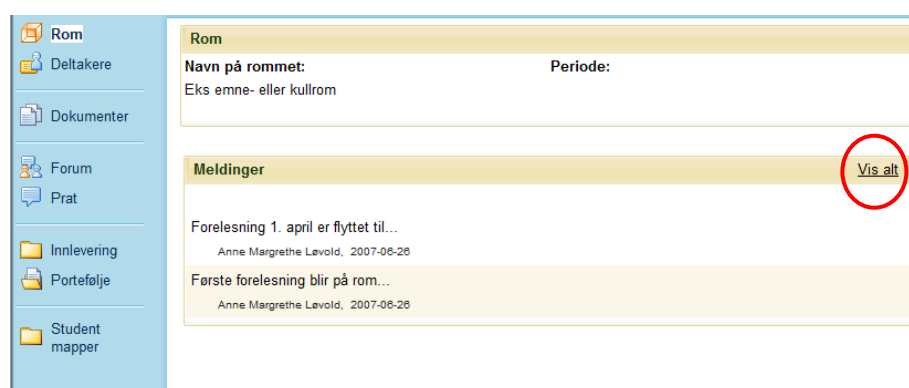 Rom
Deltakere
Dokumenter
Forum
Prat
Innlevering
Portefølje
Student
mapper
Rom
Navn på rommet: Periode:
Eks emne- eller kullrom
Meldinger Vis alt
Forelesning 1. april er flyttet til...
Anne Margrethe Løvold, 2007-06-26
Første forelesning blir på rom...
Anne Margrethe Løvold, 2007-06-26